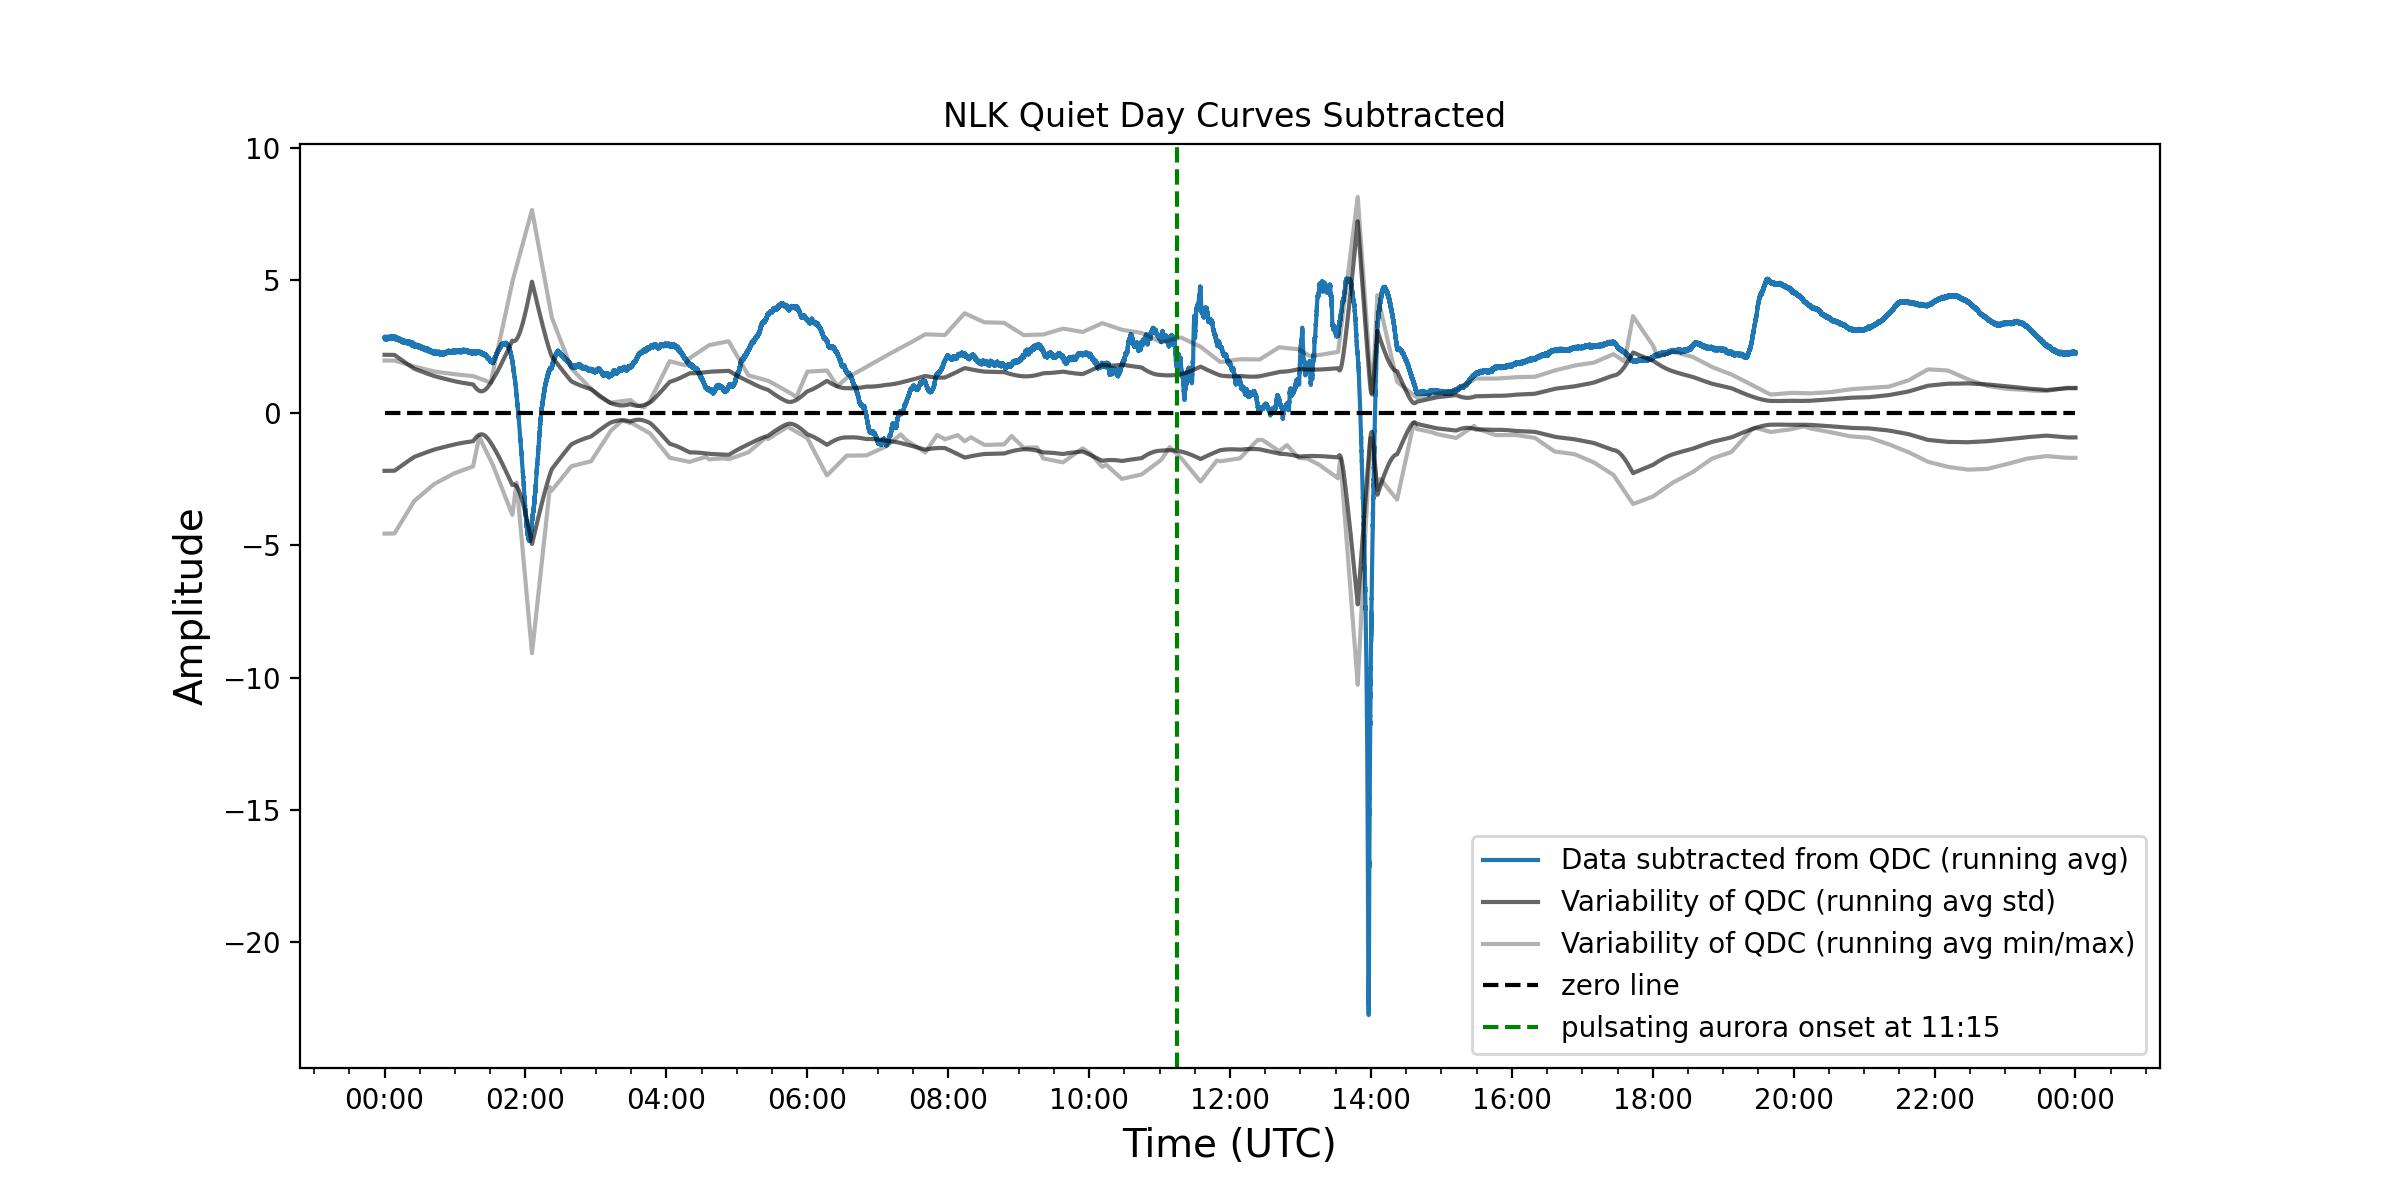 NLK Quiet Day Curves Subtracted
10
5
0
−5
−10
−15
−20
Amplitude
Data subtracted from QDC (running avg)
Variability of QDC (running avg std)
Variability of QDC (running avg min/max)
zero line
pulsating aurora onset at 11:15
00:00 02:00 04:00 06:00 08:00 10:00 12:00 14:00 16:00 18:00 20:00 22:00 00:00
Time (UTC)